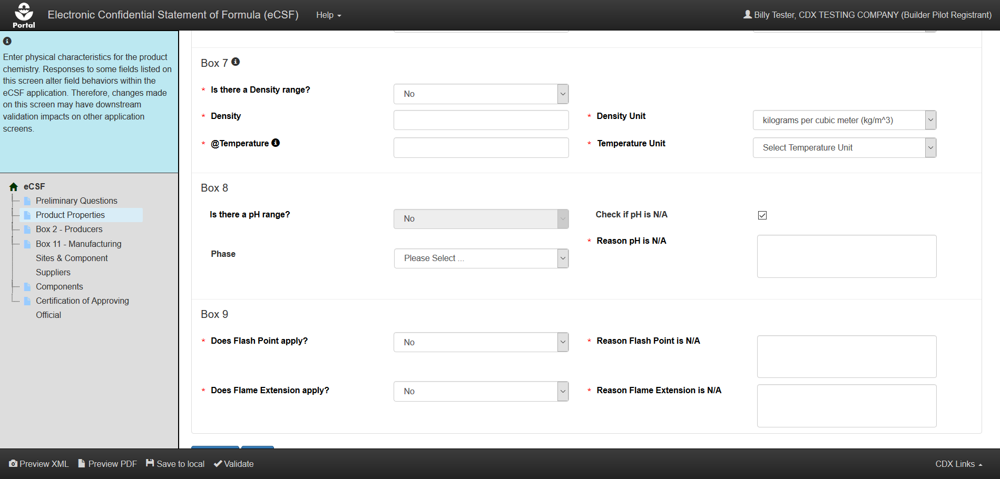 Portal
Electronic Confidential Statement of Formula (eCSF)
Help
Billy Tester, CDX TESTING COMPANY (Builder Pilot Registrant)
Enter physical characteristics for the product
chemistry. Responses to some fields listed on
this screen alter field behaviors within the
eCSF application. Therefore, changes made
on this screen may have downstream
validation impacts on other application
screens.
eCSF
Preliminary Questions
Product Properties
Box 2 - Producers
Box 11 - Manufacturing
Sites & Component
Suppliers
Components
Certification of Approving
Official
Box 7
* Is there a Density range?
No
* Density
* Density Unit
kilograms per cubic meter (kg/m^3)
* @Temperature
* Temperature Unit
Select Temperature Unit
Box 8
Is there a pH range?
No
Check if pH is N/A
* Reason pH is N/A
Phase
Please Select ...
Box 9
* Does Flash Point apply?
No
* Reason Flash Point is N/A
* Does Flame Extension apply?
No
* Reason Flame Extension is N/A
Preview XML
Preview PDF
Save to local
Validate
CDX Links